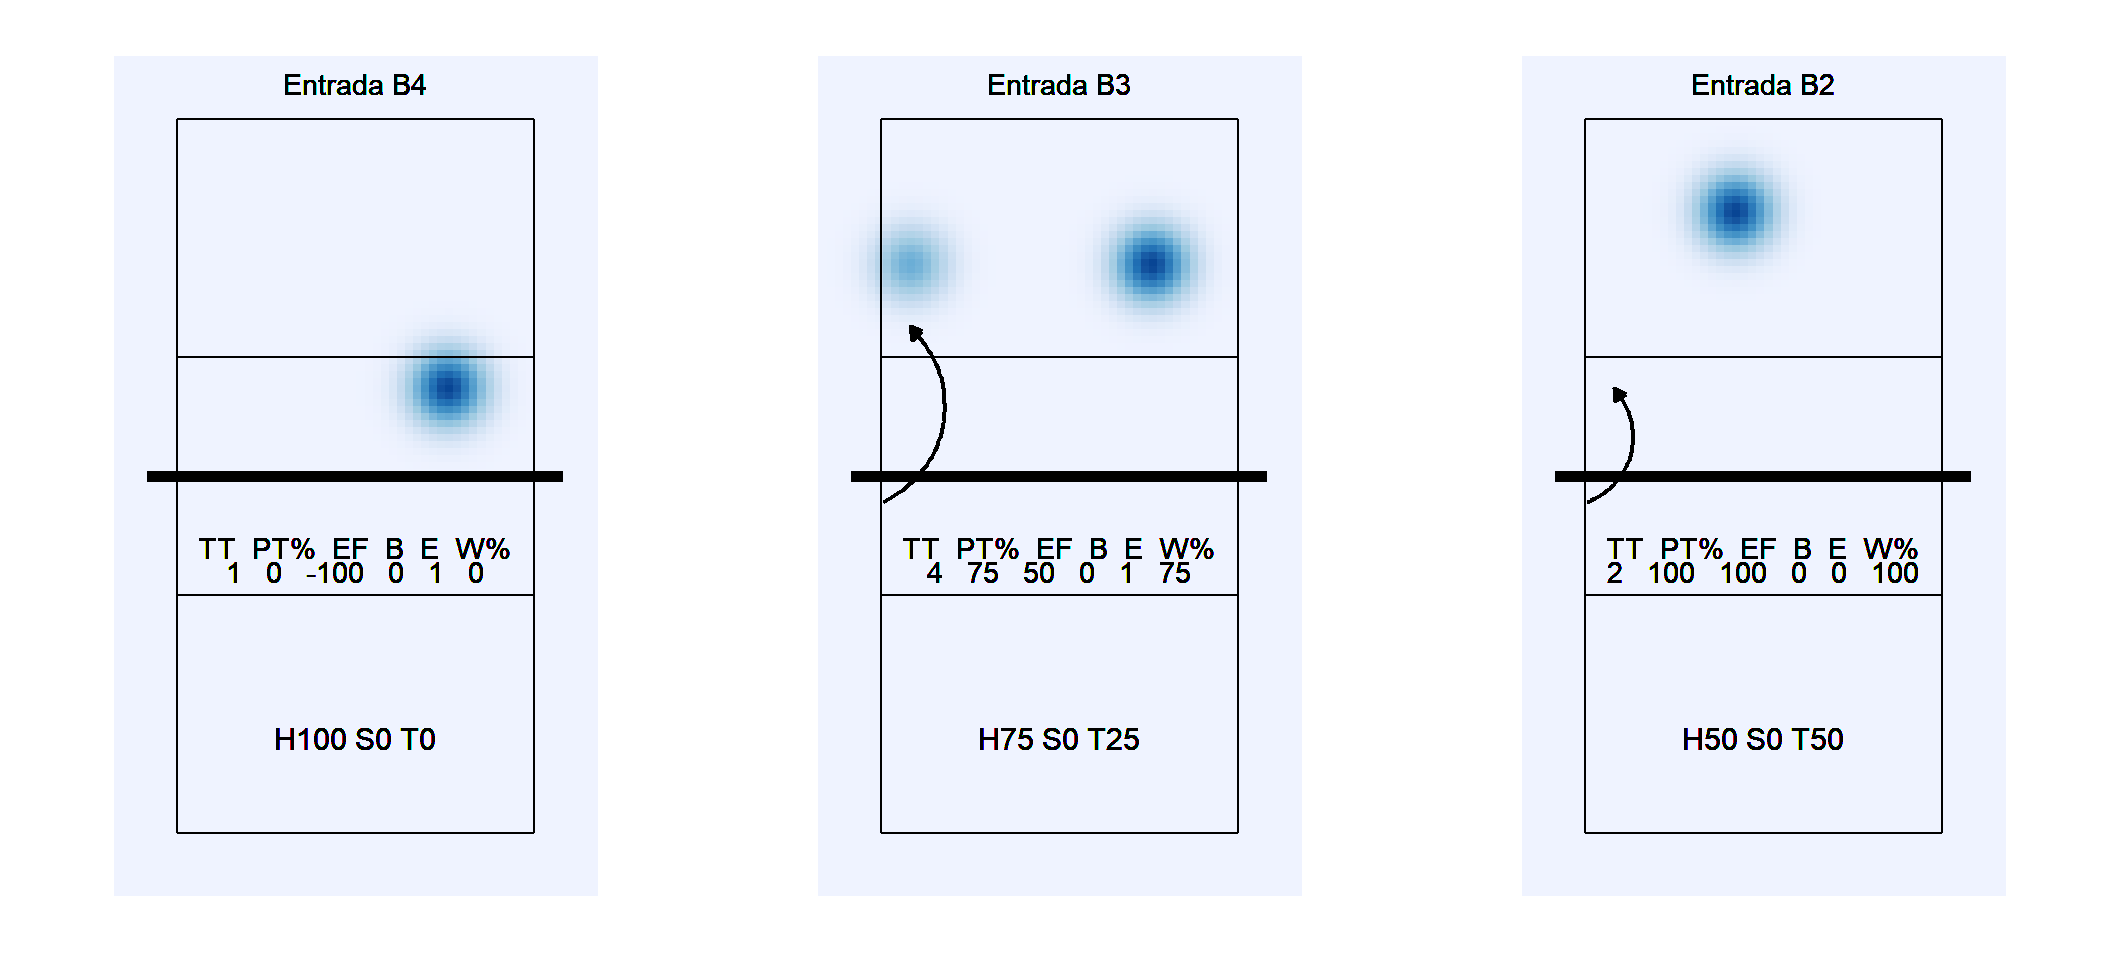 Entrada B4
TT PT% EF B E W%
1 0 -100 0 1 0
H100 S0 T0
Entrada B3
TT PT% EF B E W%
4 75 50 0 1 75
H75 S0 T25
Entrada B2
TT PT% EF B E W%
2 100 100 0 0 100
H50 S0 T50